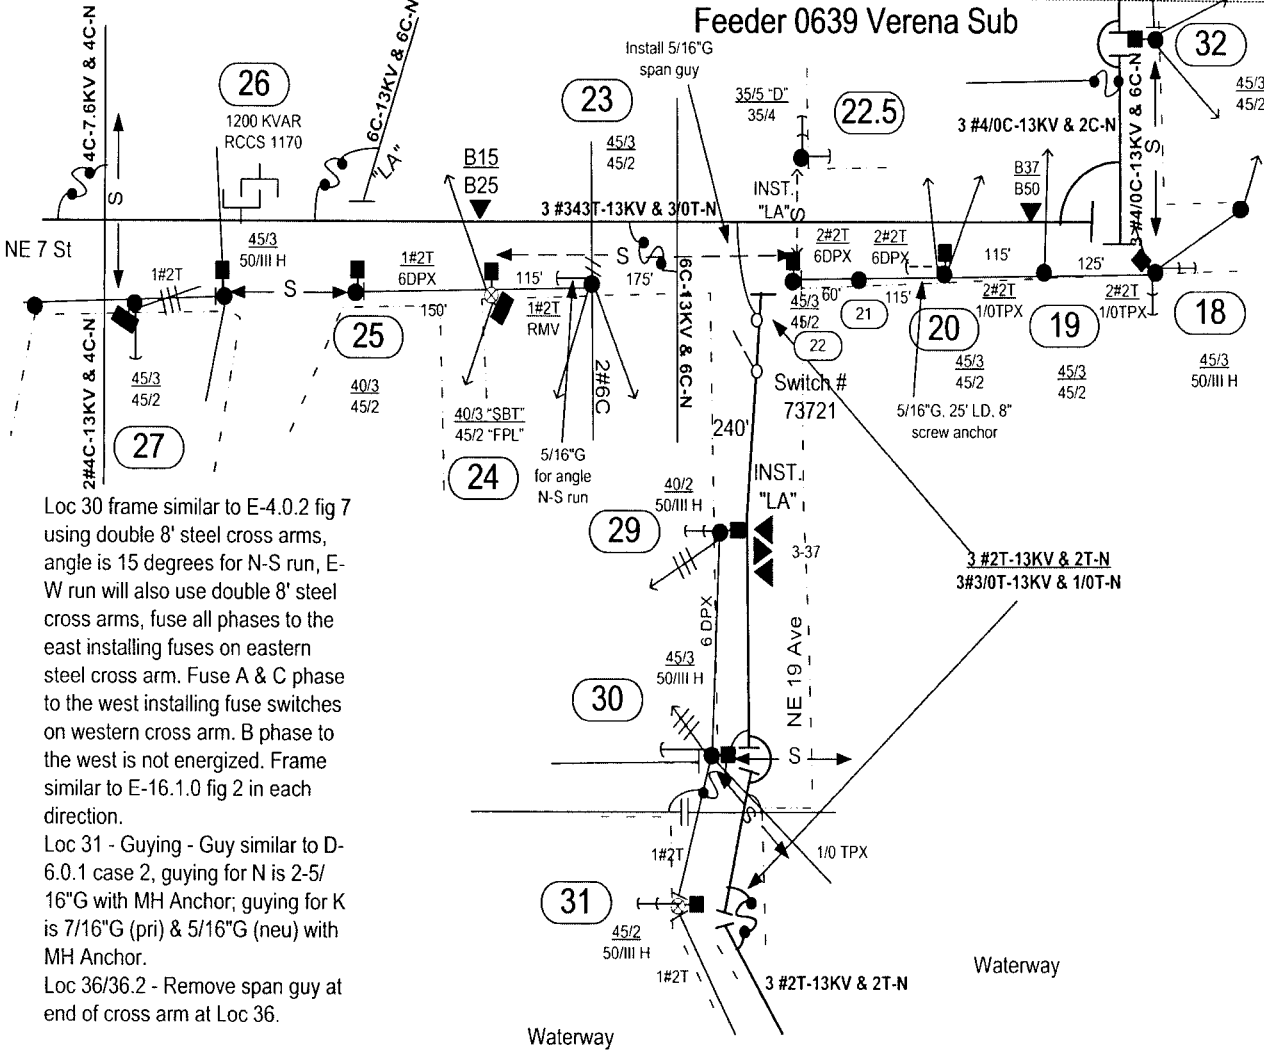 Feeder 0639 Verena Sub
32
45/3
45/2
26
1200 KVAR
RCCS 1170
4C-7.6KV & 4C-N
6C-13KV & 6C-N
"LA"
23
45/3
45/2
Install 5/16"G
span guy
35/5 "D"
35/4
22.5
3 #4/0C-13KV & 2C-N
3 #4/0C-13KV & 6C-N
S
S
B15
B25
INST.
"LA"
S
B37
B50
3 #343T-13KV & 3/0T-N
NE 7 St
45/3
50/III H
1#2T
S
1#2T
6DPX
115'
150'
1#2T
RMV
S
175'
6C-13KV & 6C-N
2#2T
6DPX
2#2T
6DPX
115'
125'
60'
115'
2#2T
1/0TPX
2#2T
1/0TPX
45/3
45/2
22
21
20
19
18
25
40/3
45/2
2#4C-13KV & 4C-N
45/3
45/2
27
40/3 "SBT"
45/2 "FPL"
24
2#6C
5/16"G
for angle
N-S run
Switch #
73721
240'
5/16"G, 25' LD, 8"
screw anchor
45/3
45/2
45/3
45/2
45/3
50/III H
INST.
"LA"
40/2
50/III H
29
3-37
3 #2T-13KV & 2T-N
3#3/0T-13KV & 1/0T-N
6 DPX
NE 19 Ave
45/3
50/III H
30
S
S
1/0 TPX
1#2T
31
45/2
50/III H
1#2T
3 #2T-13KV & 2T-N
Waterway
Waterway
Loc 30 frame similar to E-4.0.2 fig 7
using double 8' steel cross arms,
angle is 15 degrees for N-S run, E-
W run will also use double 8' steel
cross arms, fuse all phases to the
east installing fuses on eastern
steel cross arm. Fuse A & C phase
to the west installing fuse switches
on western cross arm. B phase to
the west is not energized. Frame
similar to E-16.1.0 fig 2 in each
direction.
Loc 31 - Guying - Guy similar to D-
6.0.1 case 2, guying for N is 2-5/
16"G with MH Anchor; guying for K
is 7/16"G (pri) & 5/16"G (neu) with
MH Anchor.
Loc 36/36.2 - Remove span guy at
end of cross arm at Loc 36.